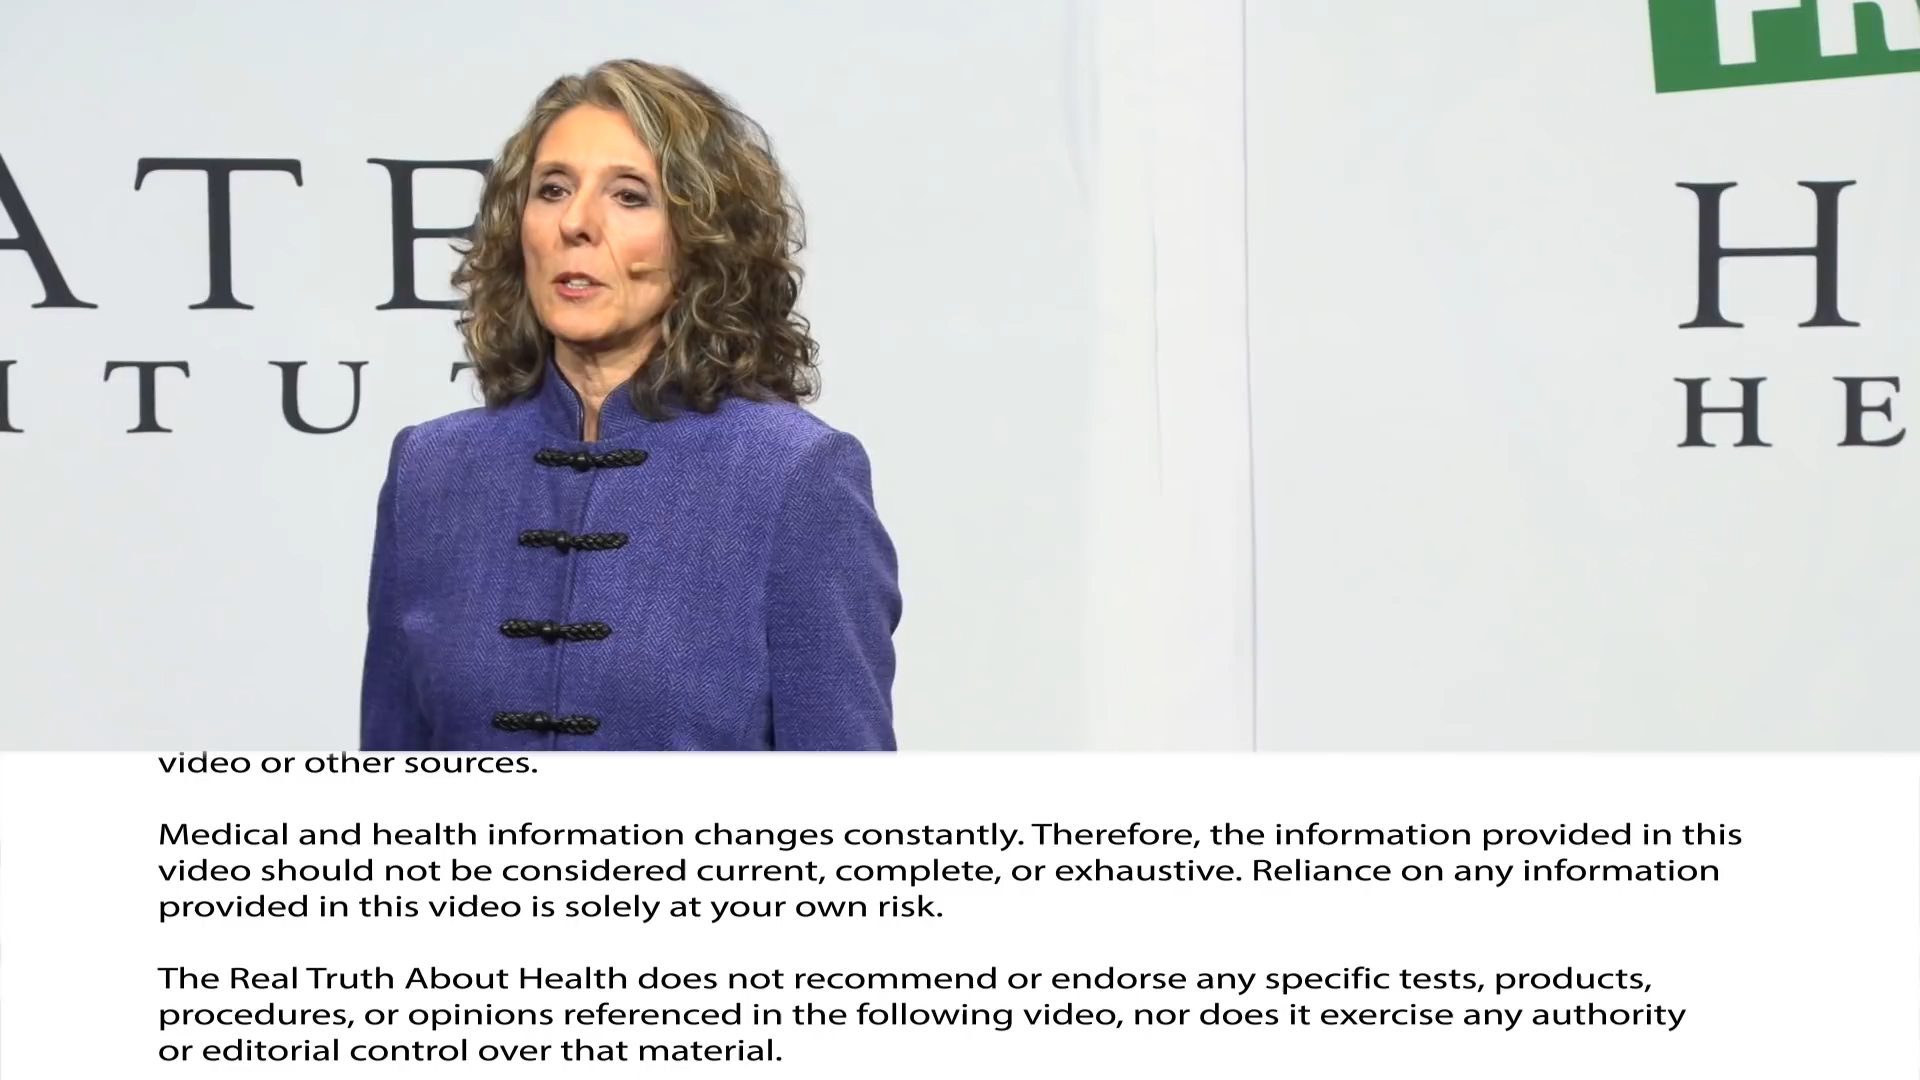 FR
ATE
H
ITUT
HE
video or other sources.
Medical and health information changes constantly. Therefore, the information provided in this
video should not be considered current, complete, or exhaustive. Reliance on any information
provided in this video is solely at your own risk.
The Real Truth About Health does not recommend or endorse any specific tests, products,
procedures, or opinions referenced in the following video, nor does it exercise any authority
or editorial control over that material.